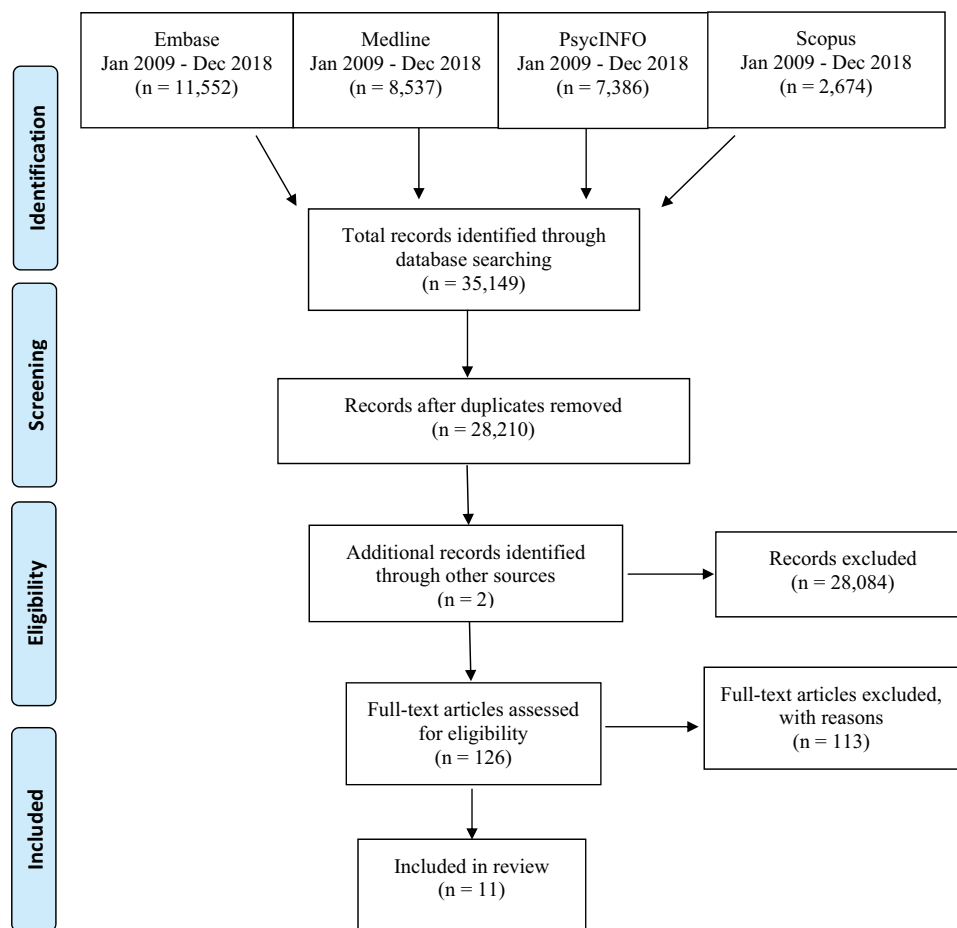 Embase
Jan 2009 - Dec 2018
(n = 11,552)
Medline
Jan 2009 - Dec 2018
(n = 8,537)
PsycINFO
Jan 2009 - Dec 2018
(n = 7,386)
Scopus
Jan 2009 - Dec 2018
(n = 2,674)
Identification
Total records identified through
database searching
(n = 35,149)
Screening
Records after duplicates removed
(n = 28,210)
Eligibility
Additional records identified
through other sources
(n = 2)
Records excluded
(n = 28,084)
Full-text articles assessed
for eligibility
(n = 126)
Full-text articles excluded,
with reasons
(n = 113)
Included
Included in review
(n = 11)